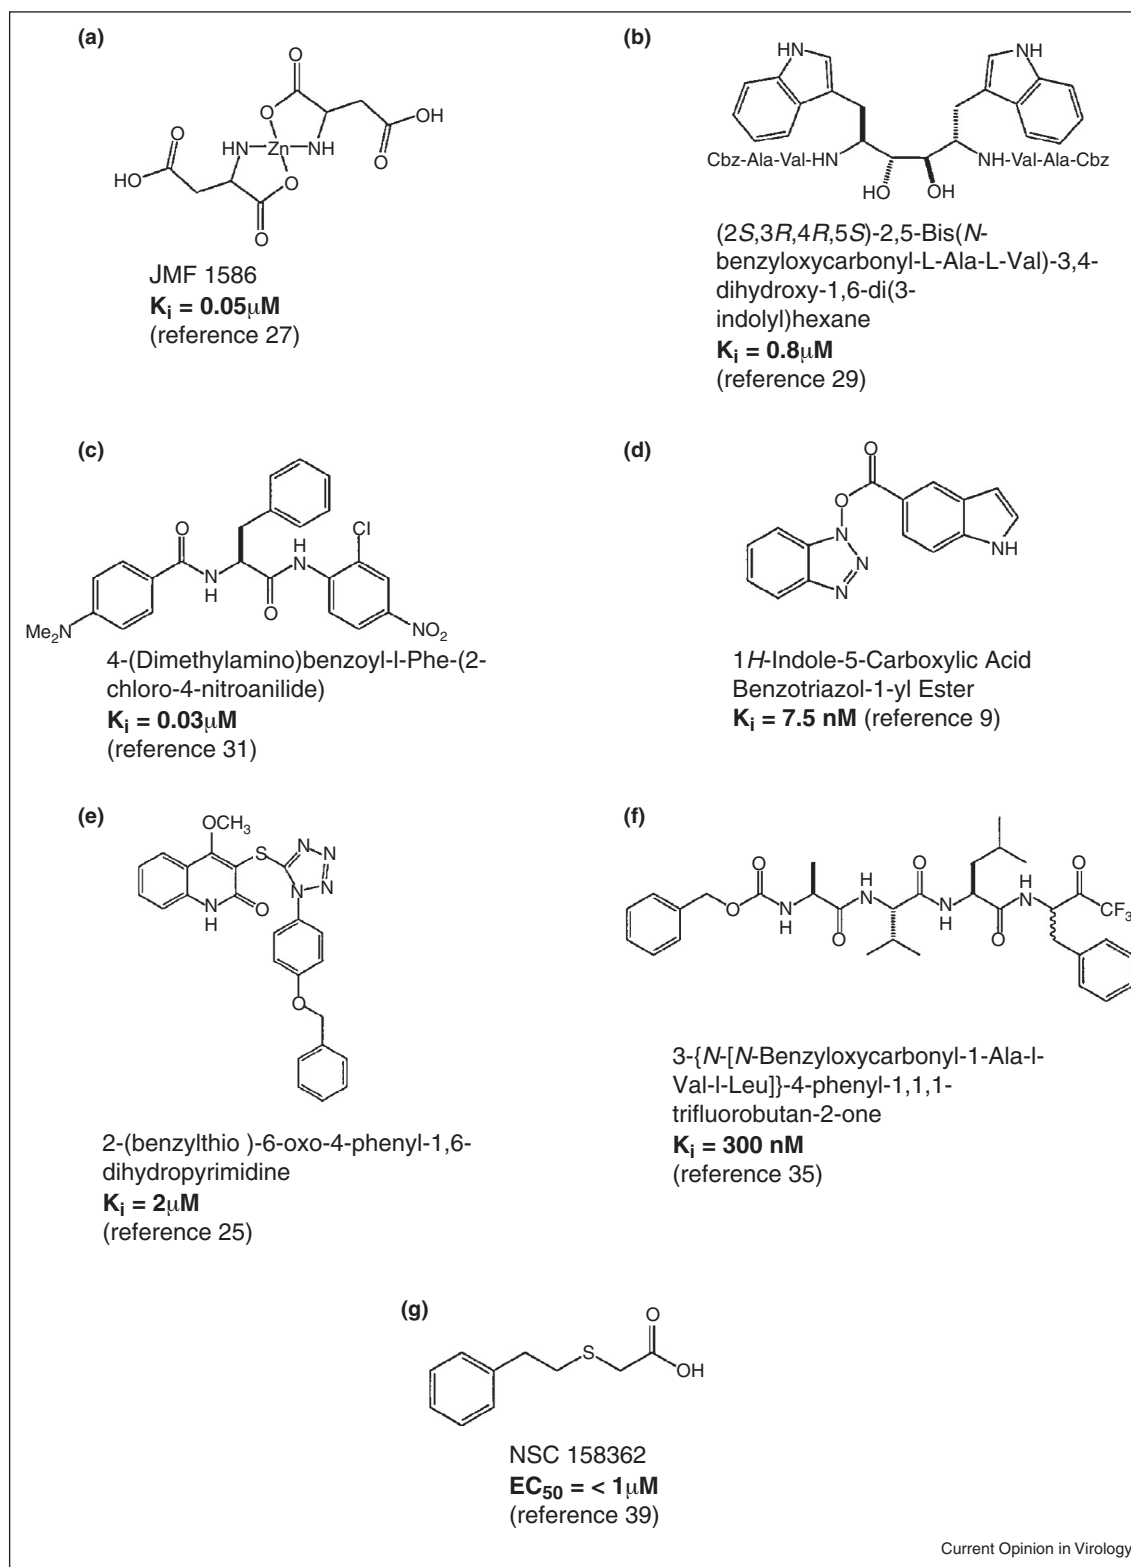 (a)
O
O
O
HN
Zn
NH
OH
O
O
HO
O
O
JMF 1586
Ki = 0.05μM
(reference 27)
(b)
HN
NH
Cbz-Ala-Val-HN
NH-Val-Ala-Cbz
HO
OH
(2S,3R,4R,5S)-2,5-Bis(N-
benzyloxycarbonyl-L-Ala-L-Val)-3,4-
dihydroxy-1,6-di(3-
indolyl)hexane
Ki = 0.8μM
(reference 29)
(c)
O
N
H
H
N
O
Cl
Me2N
NO2
4-(Dimethylamino)benzoyl-l-Phe-(2-
chloro-4-nitroanilide)
Ki = 0.03μM
(reference 31)
(d)
O
O
N
N
N
NH
1H-Indole-5-Carboxylic Acid
Benzotriazol-1-yl Ester
Ki = 7.5 nM (reference 9)
(e)
OCH3
S
N
N
N
N
N
H
O
O
2-(benzylthio )-6-oxo-4-phenyl-1,6-
dihydropyrimidine
Ki = 2μM
(reference 25)
(f)
O
O
N
H
O
H
N
O
N
H
O
H
N
O
CF3
3-{N-[N-Benzyloxycarbonyl-1-Ala-l-
Val-l-Leu]}-4-phenyl-1,1,1-
trifluorobutan-2-one
Ki = 300 nM
(reference 35)
(g)
S
O
OH
NSC 158362
EC50 = < 1μM
(reference 39)
Current Opinion in Virology